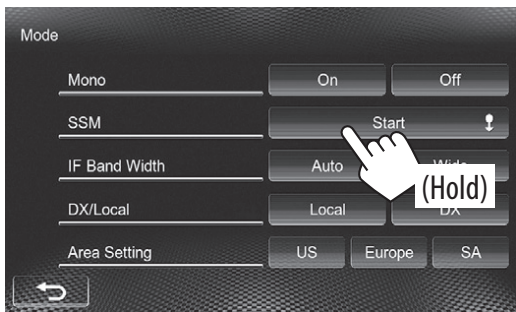 Mode
Mono On Off
SSM Start
IF Band Width Auto Wide
(Hold)
DX/Local Local DX
Area Setting US Europe SA